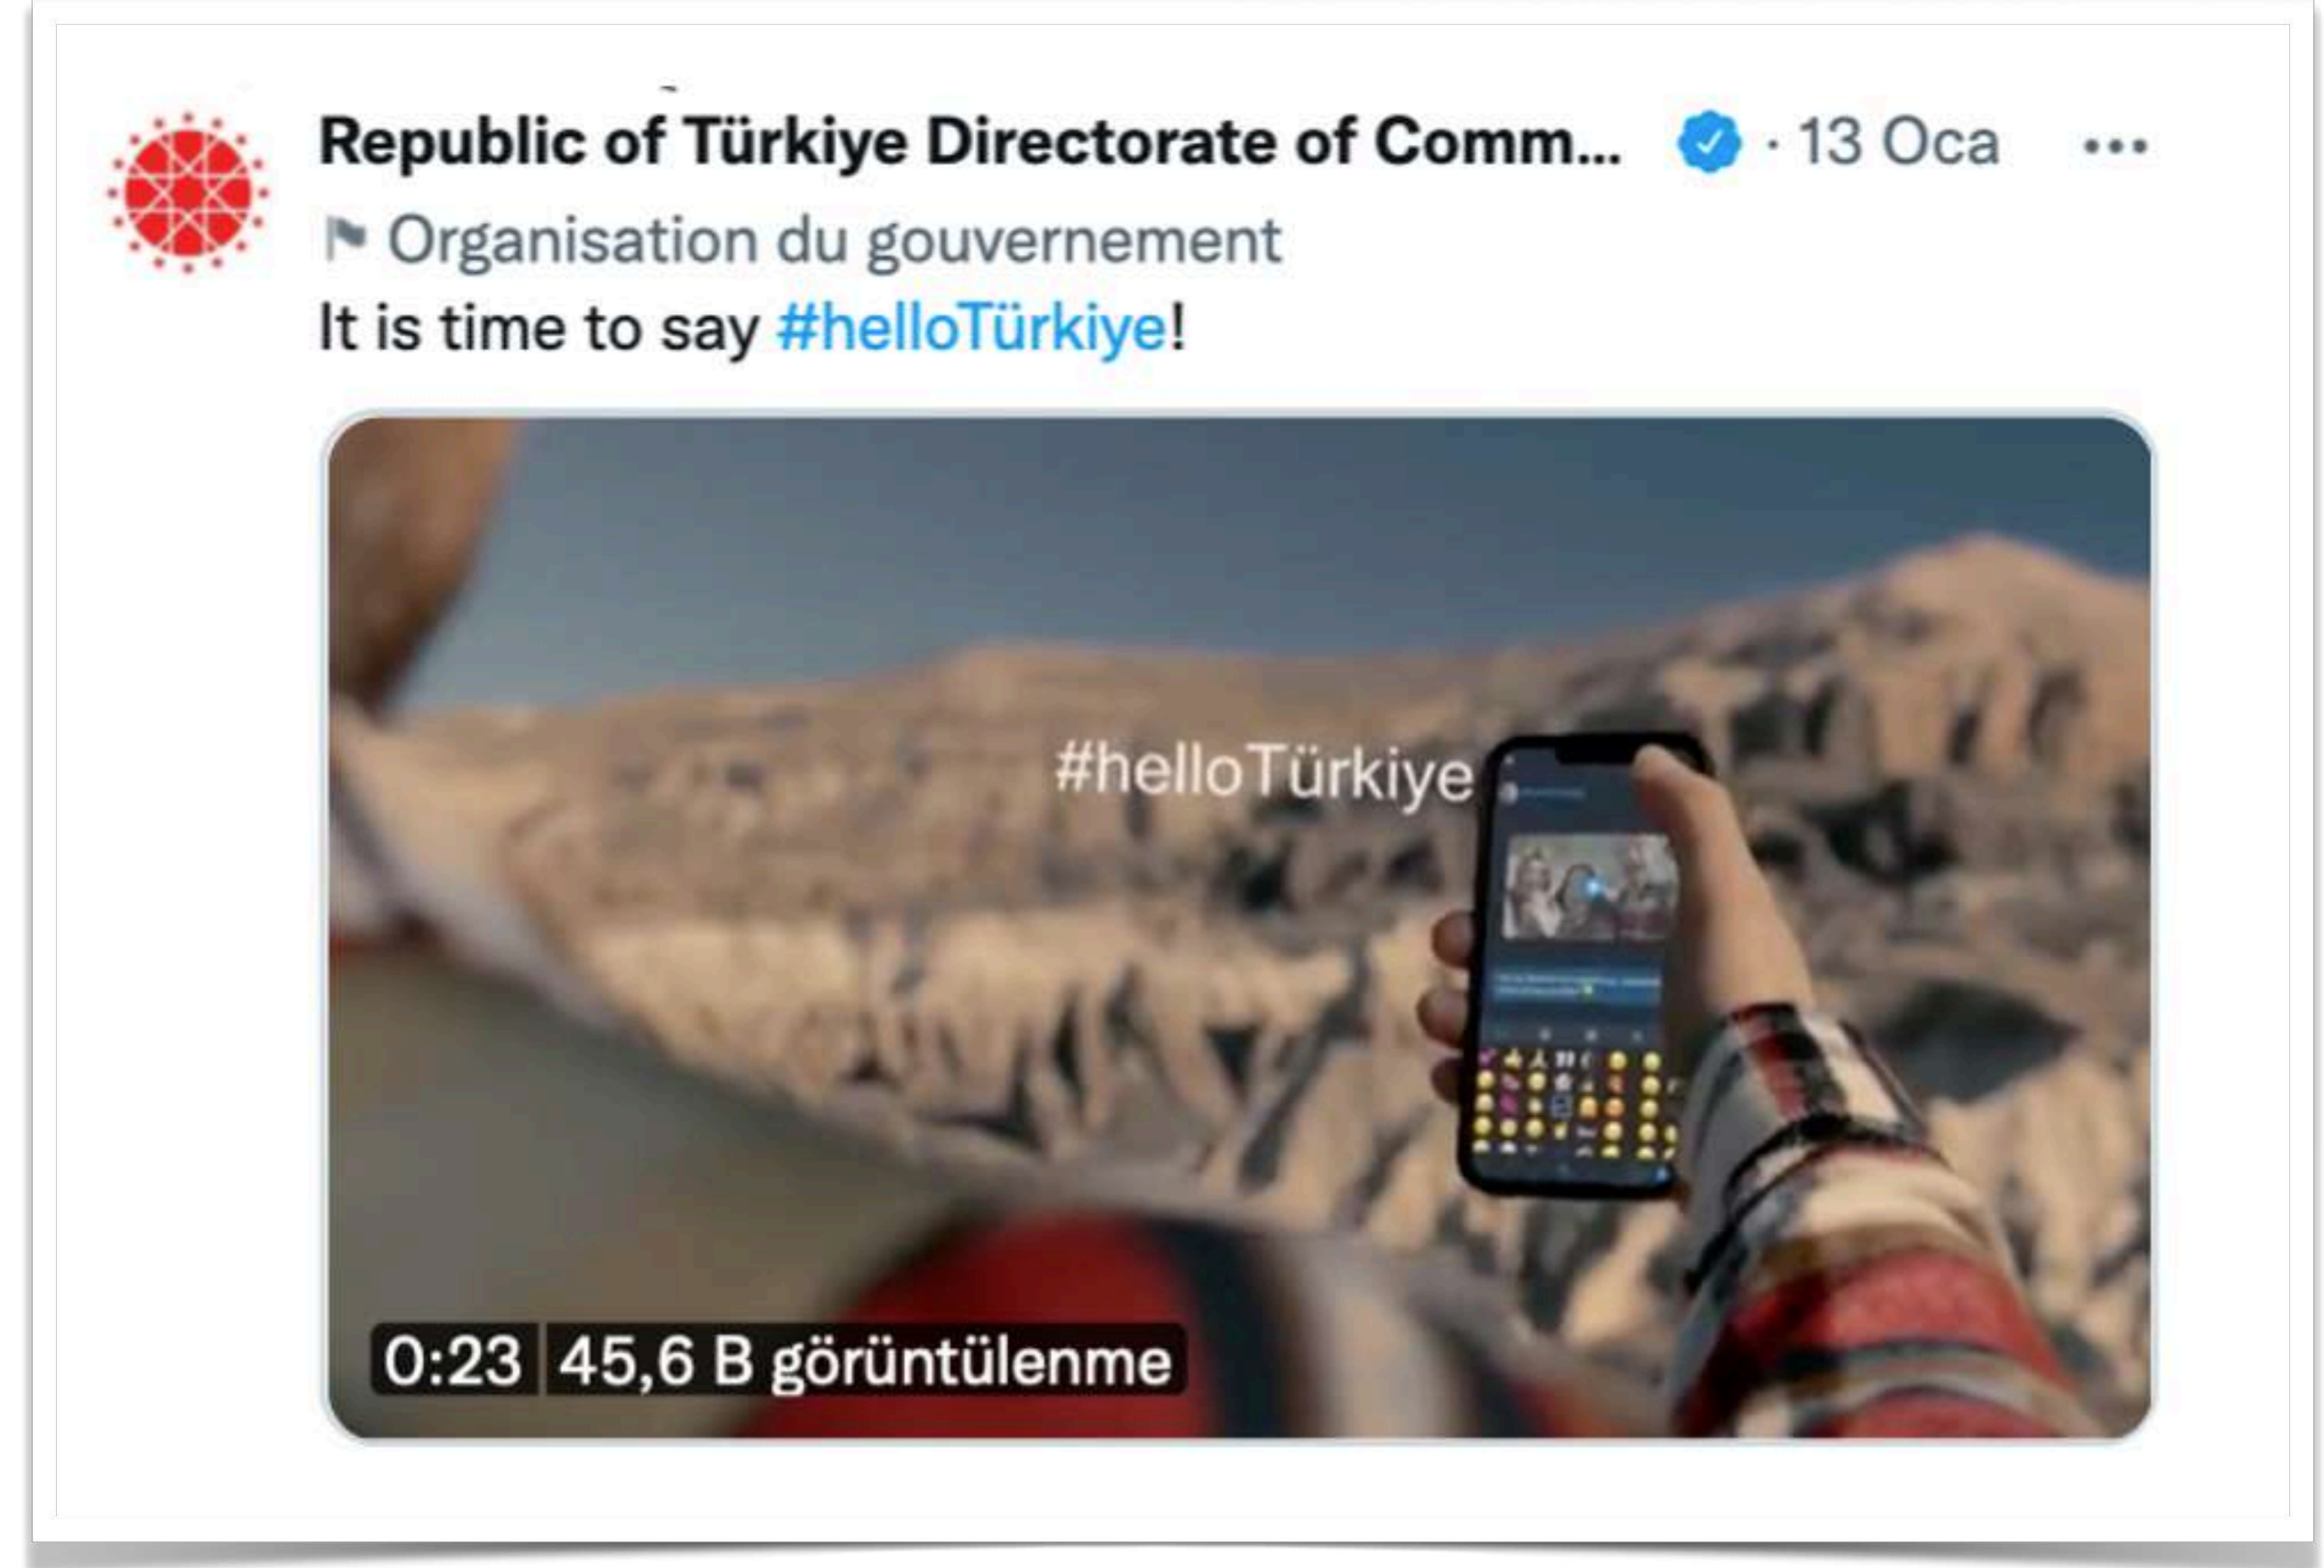 Republic of Türkiye Directorate of Comm... · 13 Oca ...
Organisation du gouvernement
It is time to say #helloTürkiye!
#helloTürkiye
0:23 45,6 B görüntülenme